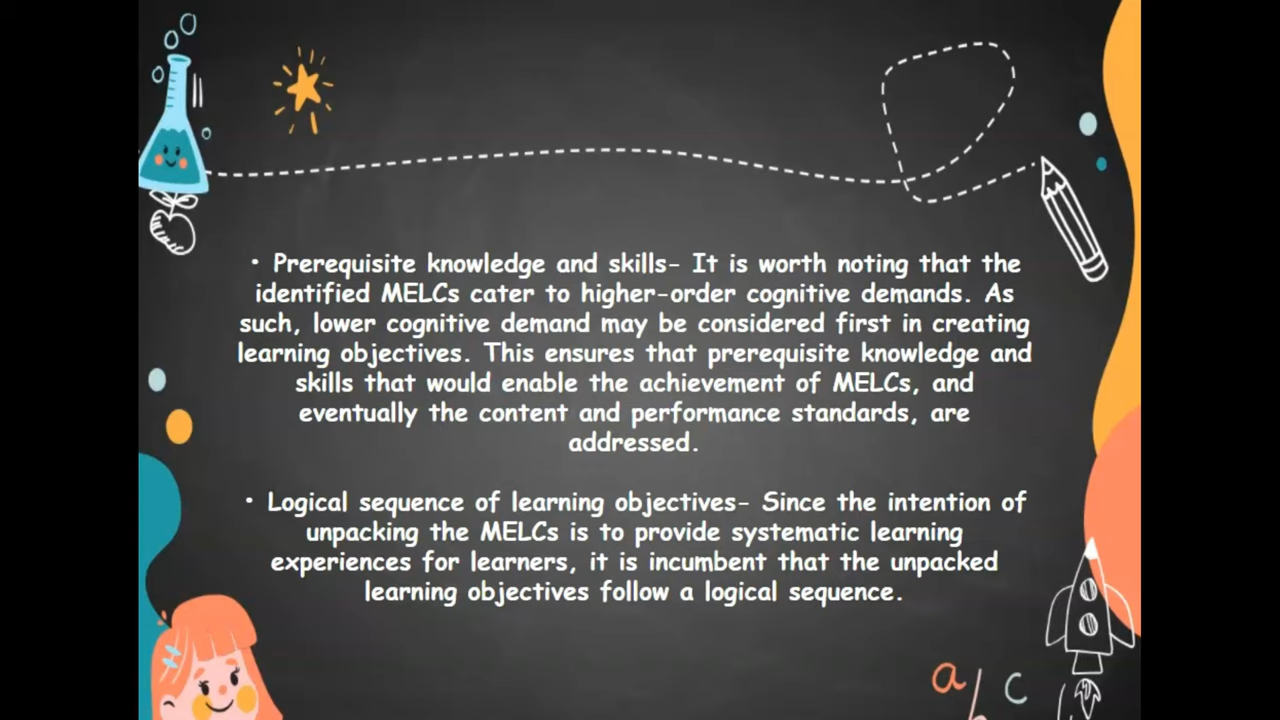 • Prerequisite knowledge and skills- It is worth noting that the
identified MELCs cater to higher-order cognitive demands. As
such, lower cognitive demand may be considered first in creating
learning objectives. This ensures that prerequisite knowledge and
skills that would enable the achievement of MELCs, and
eventually the content and performance standards, are
addressed.
• Logical sequence of learning objectives- Since the intention of
unpacking the MELCs is to provide systematic learning
experiences for learners, it is incumbent that the unpacked
learning objectives follow a logical sequence.
a b c